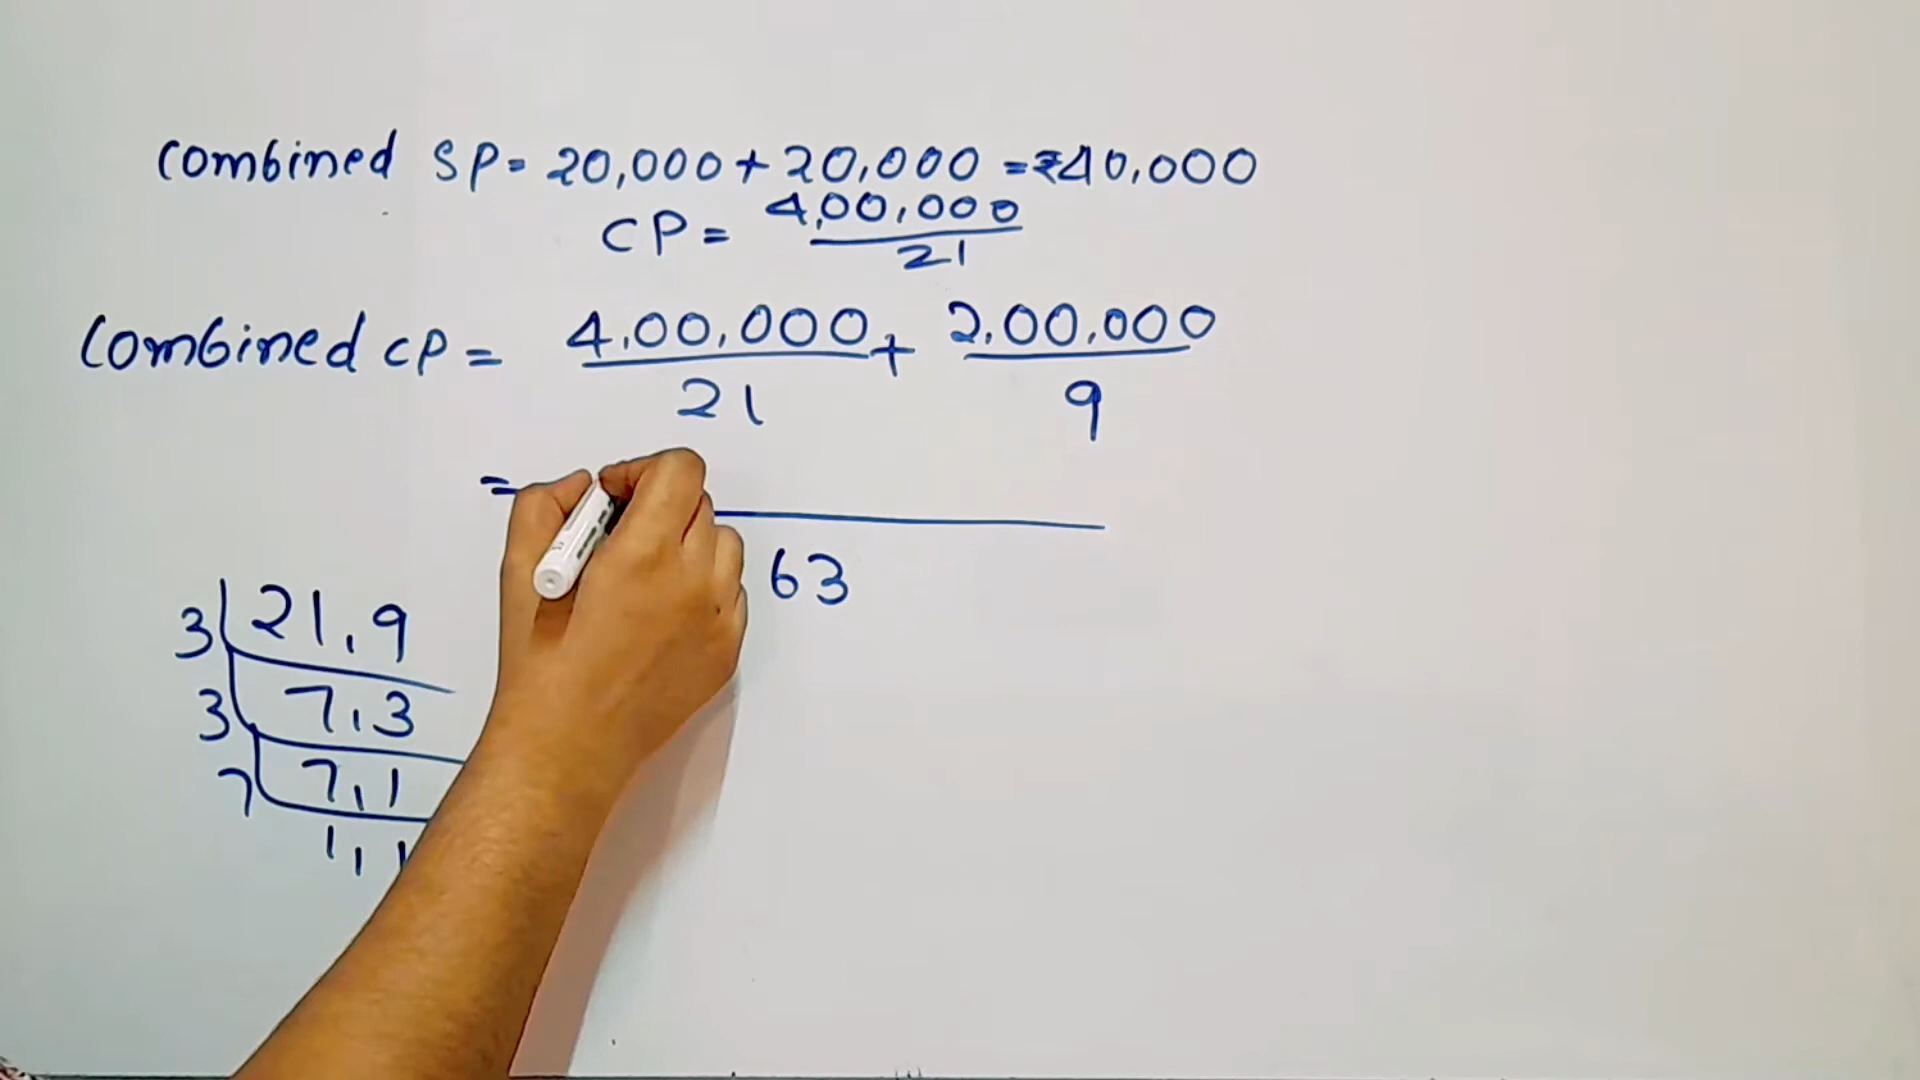 combined SP = 20,000 + 20,000 = ₹40,000
CP = 4,00,000
21
Combined CP = 4,00,000 + 2,00,000
21 9
=
63
3 21, 9
3 7, 3
7 7, 1
1, 1